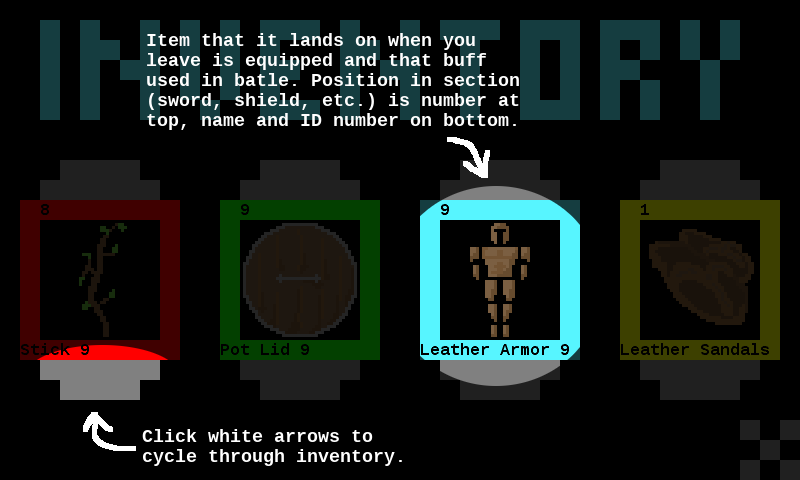 INVENTORY
Item that it lands on when you
leave is equipped and that buff
used in batle. Position in section
(sword, shield, etc.) is number at
top, name and ID number on bottom.
8
9
9
1
Stick 9
Pot Lid 9
Leather Armor 9
Leather Sandals
Click white arrows to
cycle through inventory.